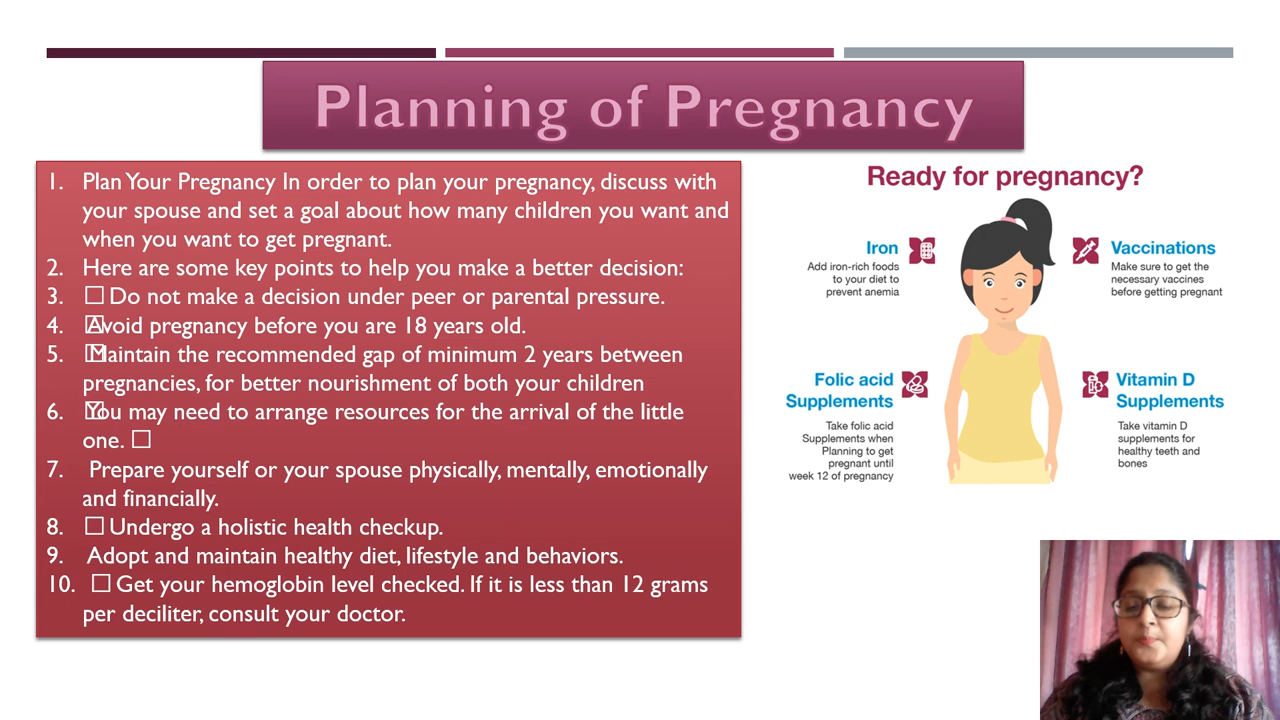 Planning of Pregnancy
1. Plan Your Pregnancy In order to plan your pregnancy, discuss with
your spouse and set a goal about how many children you want and
when you want to get pregnant.
2. Here are some key points to help you make a better decision:
3. □ Do not make a decision under peer or parental pressure.
4. □Avoid pregnancy before you are 18 years old.
5. □Maintain the recommended gap of minimum 2 years between
pregnancies, for better nourishment of both your children
6. □You may need to arrange resources for the arrival of the little
one. □
7. Prepare yourself or your spouse physically, mentally, emotionally
and financially.
8. □ Undergo a holistic health checkup.
9. Adopt and maintain healthy diet, lifestyle and behaviors.
10. □ Get your hemoglobin level checked. If it is less than 12 grams
per deciliter, consult your doctor.
Ready for pregnancy?
Iron
Add iron-rich foods
to your diet to
prevent anemia
Vaccinations
Make sure to get the
necessary vaccines
before getting pregnant
Folic acid
Supplements
Take folic acid
Supplements when
Planning to get
pregnant until
week 12 of pregnancy
Vitamin D
Supplements
Take vitamin D
supplements for
healthy teeth and
bones